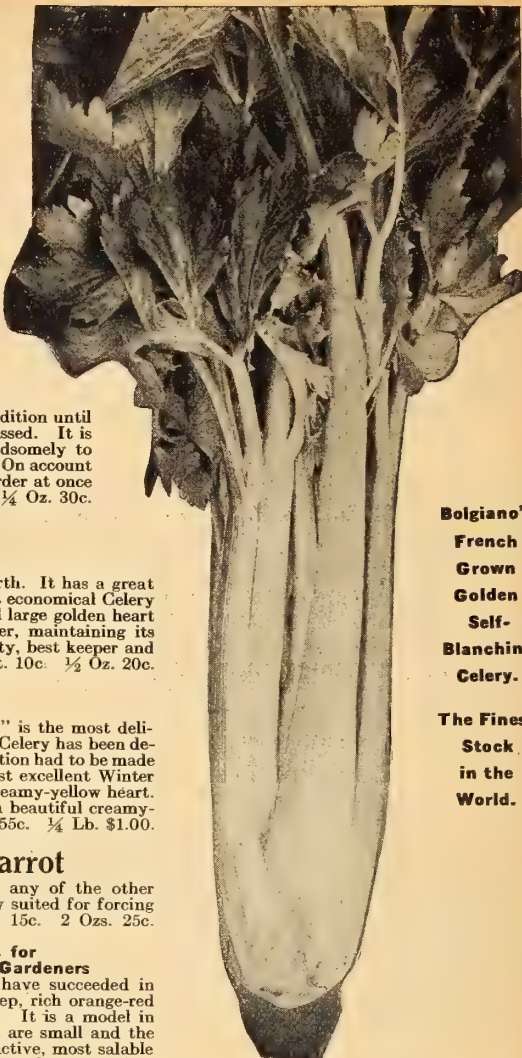 dition until
ssed. It is
dsomely to
On account
der at once
¼ Oz. 30c.
rth. It has a great
economical Celery
large golden heart
er, maintaining its
ty, best keeper and
. 10c. ½ Oz. 20c.
" is the most deli-
Celery has been de-
tion had to be made
st excellent Winter
eamy-yellow heart.
beautiful creamy-
55c. ¼ Lb. $1.00.
arrot
any of the other
y suited for forcing
15c. 2 Ozs. 25c.
for
Gardeners
have succeeded in
ep, rich orange-red
It is a model in
are small and the
active, most salable
Bolgiano'
French
Grown
Golden
Self-
Blanchin
Celery.
The Fines
Stock
in the
World.